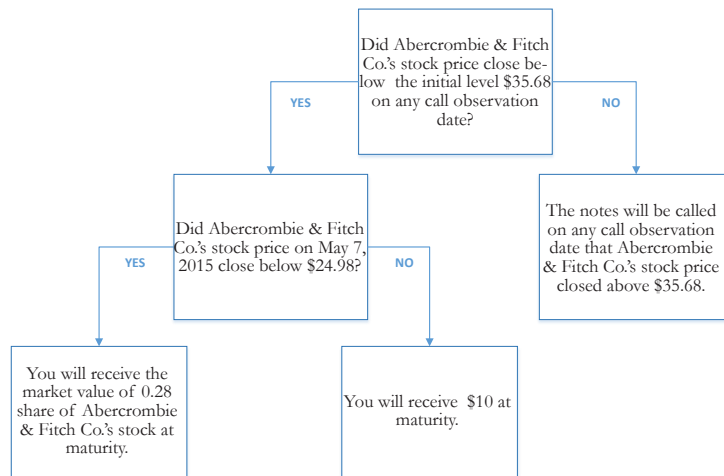 Did Abercrombie & Fitch
Co.'s stock price close be-
low the initial level $35.68
on any call observation
date?
YES
NO
Did Abercrombie & Fitch
Co.'s stock price on May 7,
2015 close below $24.98?
The notes will be called
on any call observation
date that Abercrombie
& Fitch Co.'s stock price
closed above $35.68.
YES
NO
You will receive the
market value of 0.28
share of Abercrombie
& Fitch Co.'s stock at
maturity.
You will receive $10 at
maturity.